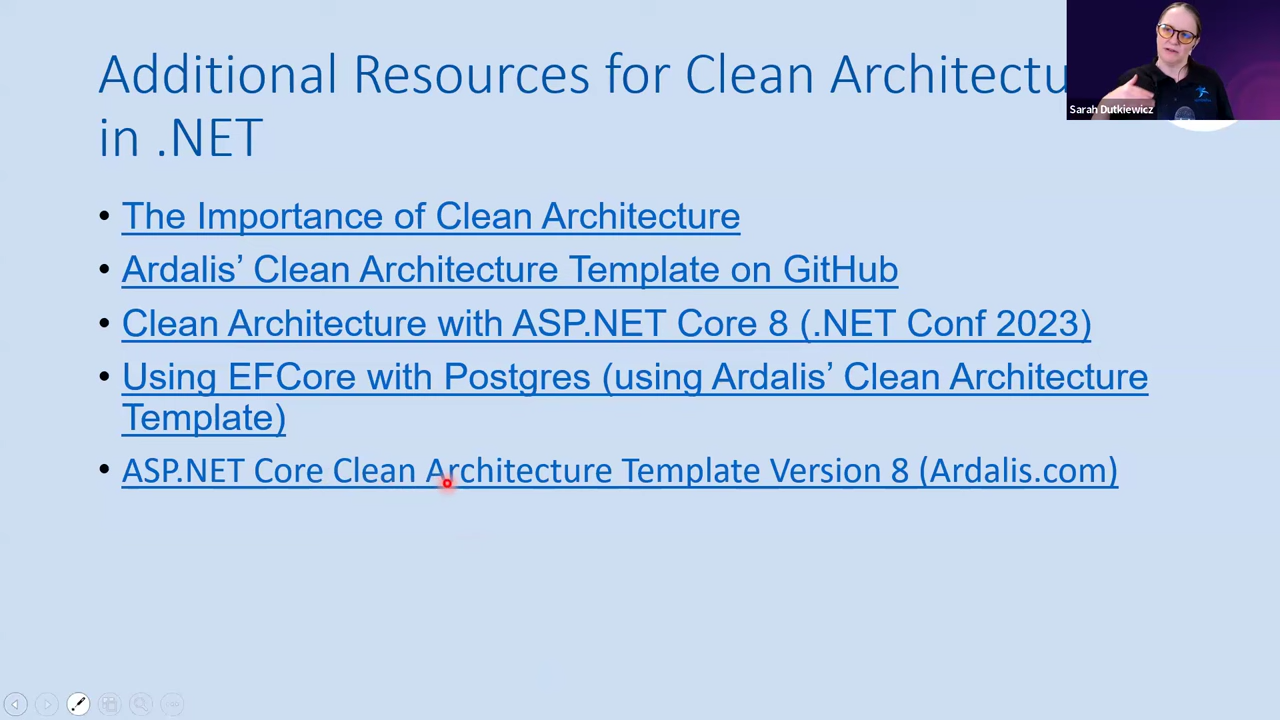 Additional Resources for Clean Architectu
in .NET
Sarah Dutkiewicz
• The Importance of Clean Architecture
• Ardalis’ Clean Architecture Template on GitHub
• Clean Architecture with ASP.NET Core 8 (.NET Conf 2023)
• Using EFCore with Postgres (using Ardalis’ Clean Architecture
Template)
• ASP.NET Core Clean Architecture Template Version 8 (Ardalis.com)